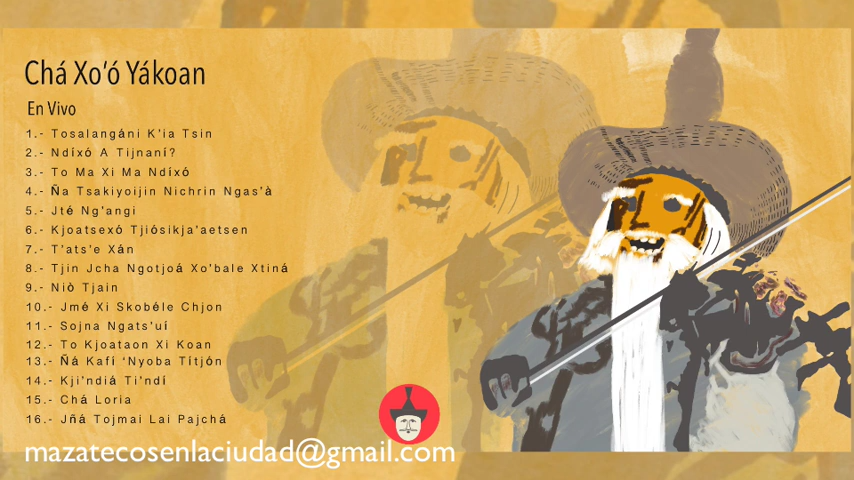 Chá Xo'ó Yákoan
En Vivo
1.- Tosalangáni K'ia Tsin
2.- Ndíxó A Tijnaní?
3.- To Ma Xi Ma Ndíxó
4.- Ña Tsakiyoijin Nichrin Ngas'à
5.- Jté Ng'angi
6.- Kjoatsexó Tjiósikja'aetsen
7.- T'ats'e Xán
8.- Tjin Jcha Ngotjoá Xo'bale Xtiná
9.- Niò Tjain
10.- Jmé Xi Skobéle Chjon
11.- Sojna Ngats'uí
12.- To Kjoataon Xi Koan
13.- Ñá Kafí ‘Nyoba Títjón
14.- Kji'ndiá Ti'ndí
15.- Chá Loria
16.- Jñá Tojmai Lai Pajchá
mazatecosenlaciudad@gmail.com